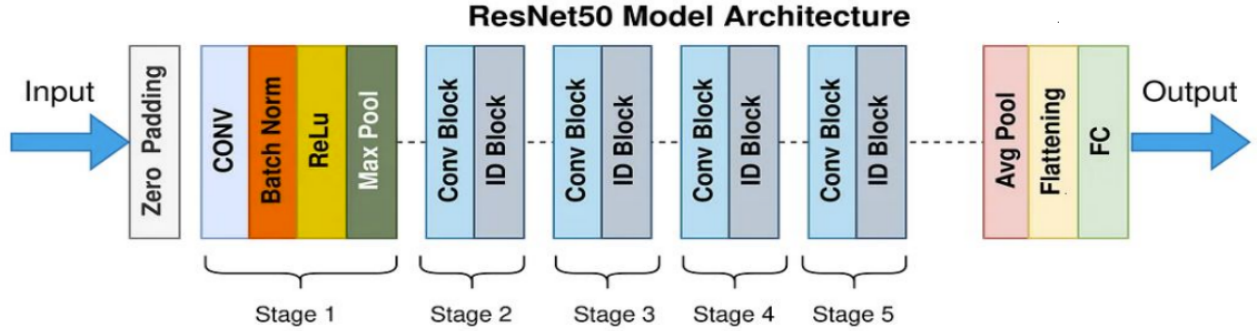 ResNet50 Model Architecture
Input
Zero Padding
CONV
Batch Norm
ReLu
Max Pool
Conv Block
ID Block
Conv Block
ID Block
Conv Block
ID Block
Conv Block
ID Block
Avg Pool
Flattening
FC
Output
Stage 1
Stage 2
Stage 3
Stage 4
Stage 5